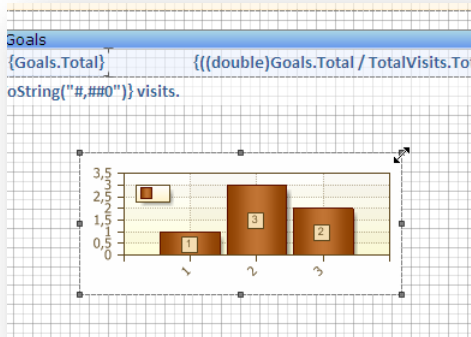 Goals
{Goals.Total} {((double)Goals.Total / TotalVisits.To
oString("#,##0")} visits.
3,5
3
2,5
2
1,5
1
0,5
0
1
3
2
1 2 3